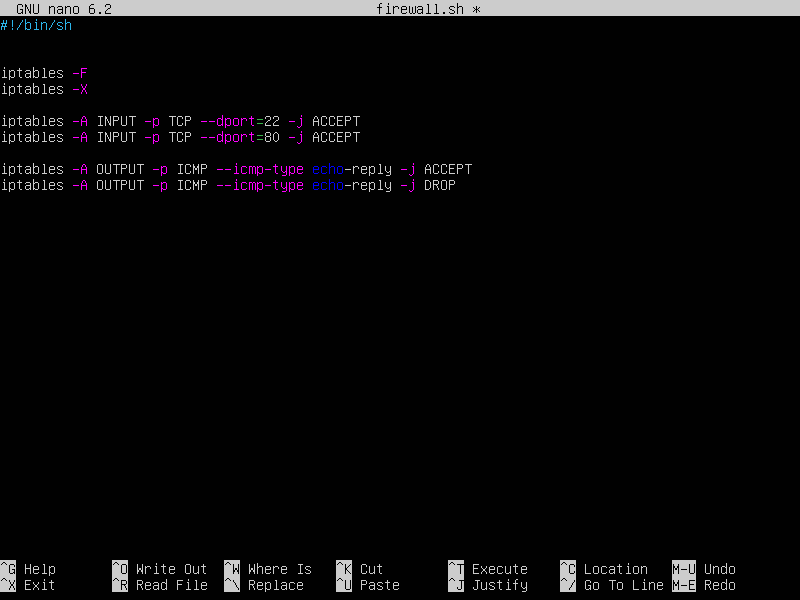 GNU nano 6.2 firewall.sh *
#!/bin/sh
iptables -F
iptables -X
iptables -A INPUT -p TCP --dport=22 -j ACCEPT
iptables -A INPUT -p TCP --dport=80 -j ACCEPT
iptables -A OUTPUT -p ICMP --icmp-type echo-reply -j ACCEPT
iptables -A OUTPUT -p ICMP --icmp-type echo-reply -j DROP
^G Help ^O Write Out ^W Where Is ^K Cut ^T Execute ^C Location M-U Undo
^X Exit ^R Read File ^\ Replace ^U Paste ^J Justify ^/ Go To Line M-E Redo